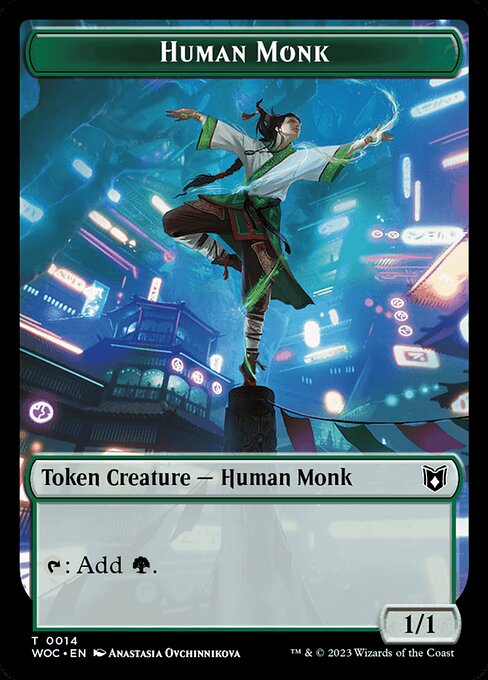 Human Monk
Token Creature — Human Monk
: Add .
1/1
T 0014
WOC • EN Anastasia Ovchinnikova
™ & © 2023 Wizards of the Coast